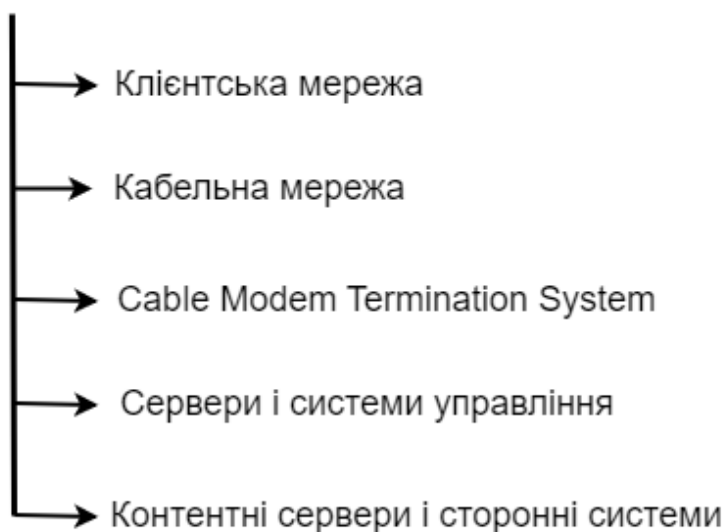 Клієнтська мережа
Кабельна мережа
Cable Modem Termination System
Сервери і системи управління
Контентні сервери і сторонні системи